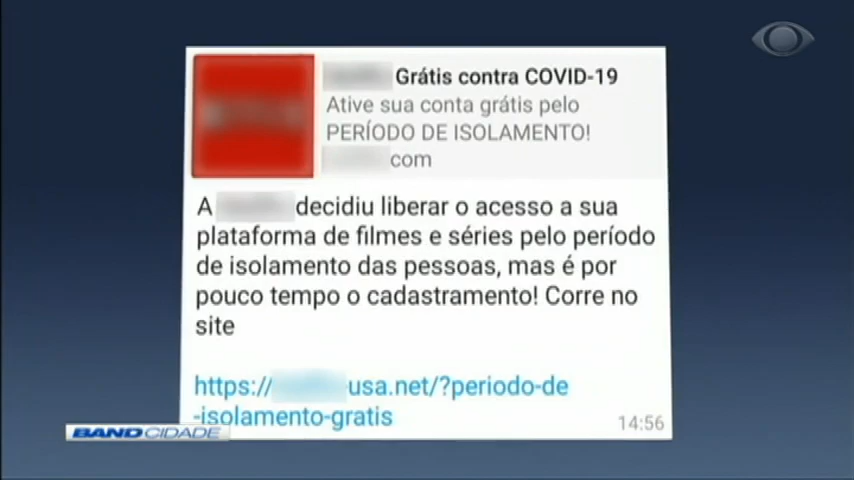 Grátis contra COVID-19
Ative sua conta grátis pelo
PERÍODO DE ISOLAMENTO!
com
A decidiu liberar o acesso a sua
plataforma de filmes e séries pelo período
de isolamento das pessoas, mas é por
pouco tempo o cadastramento! Corre no
site
https:// -usa.net/?periodo-de
-isolamento-gratis
14:56
BAND CIDADE